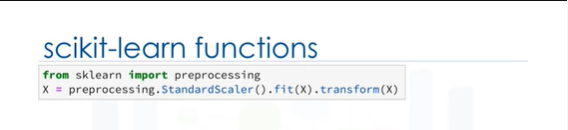 scikit-learn functions
from sklearn import preprocessing
X = preprocessing.StandardScaler().fit(X).transform(X)